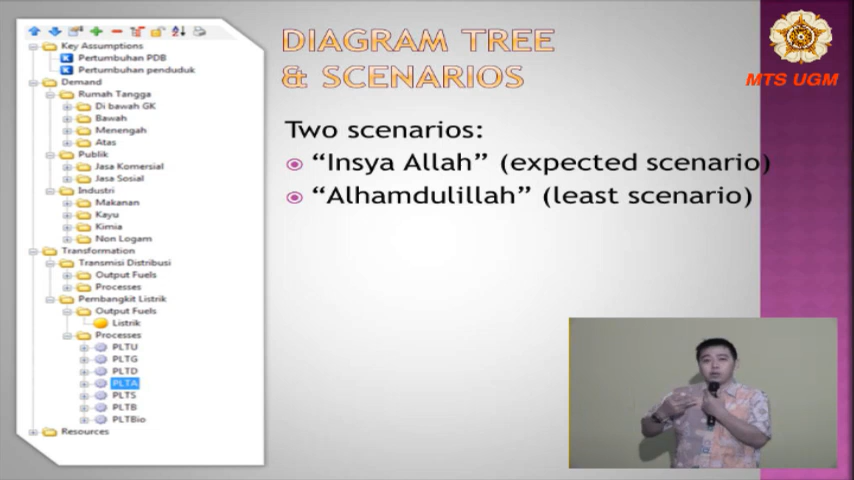 Key Assumptions
Pertumbuhan PDB
Pertumbuhan penduduk
Demand
Rumah Tangga
Di bawah GK
Bawah
Menengah
Atas
Publik
Jasa Komersial
Jasa Sosial
Industri
Makanan
Kayu
Kimia
Non Logam
Transformation
Transmisi Distribusi
Output Fuels
Processes
Pembangkit Listrik
Output Fuels
Listrik
Processes
PLTU
PLTG
PLTD
PLTA
PLTS
PLTB
PLTBio
Resources
DIAGRAM TREE
& SCENARIOS
Two scenarios:
“Insya Allah” (expected scenario)
“Alhamdulillah” (least scenario)
MTS UGM